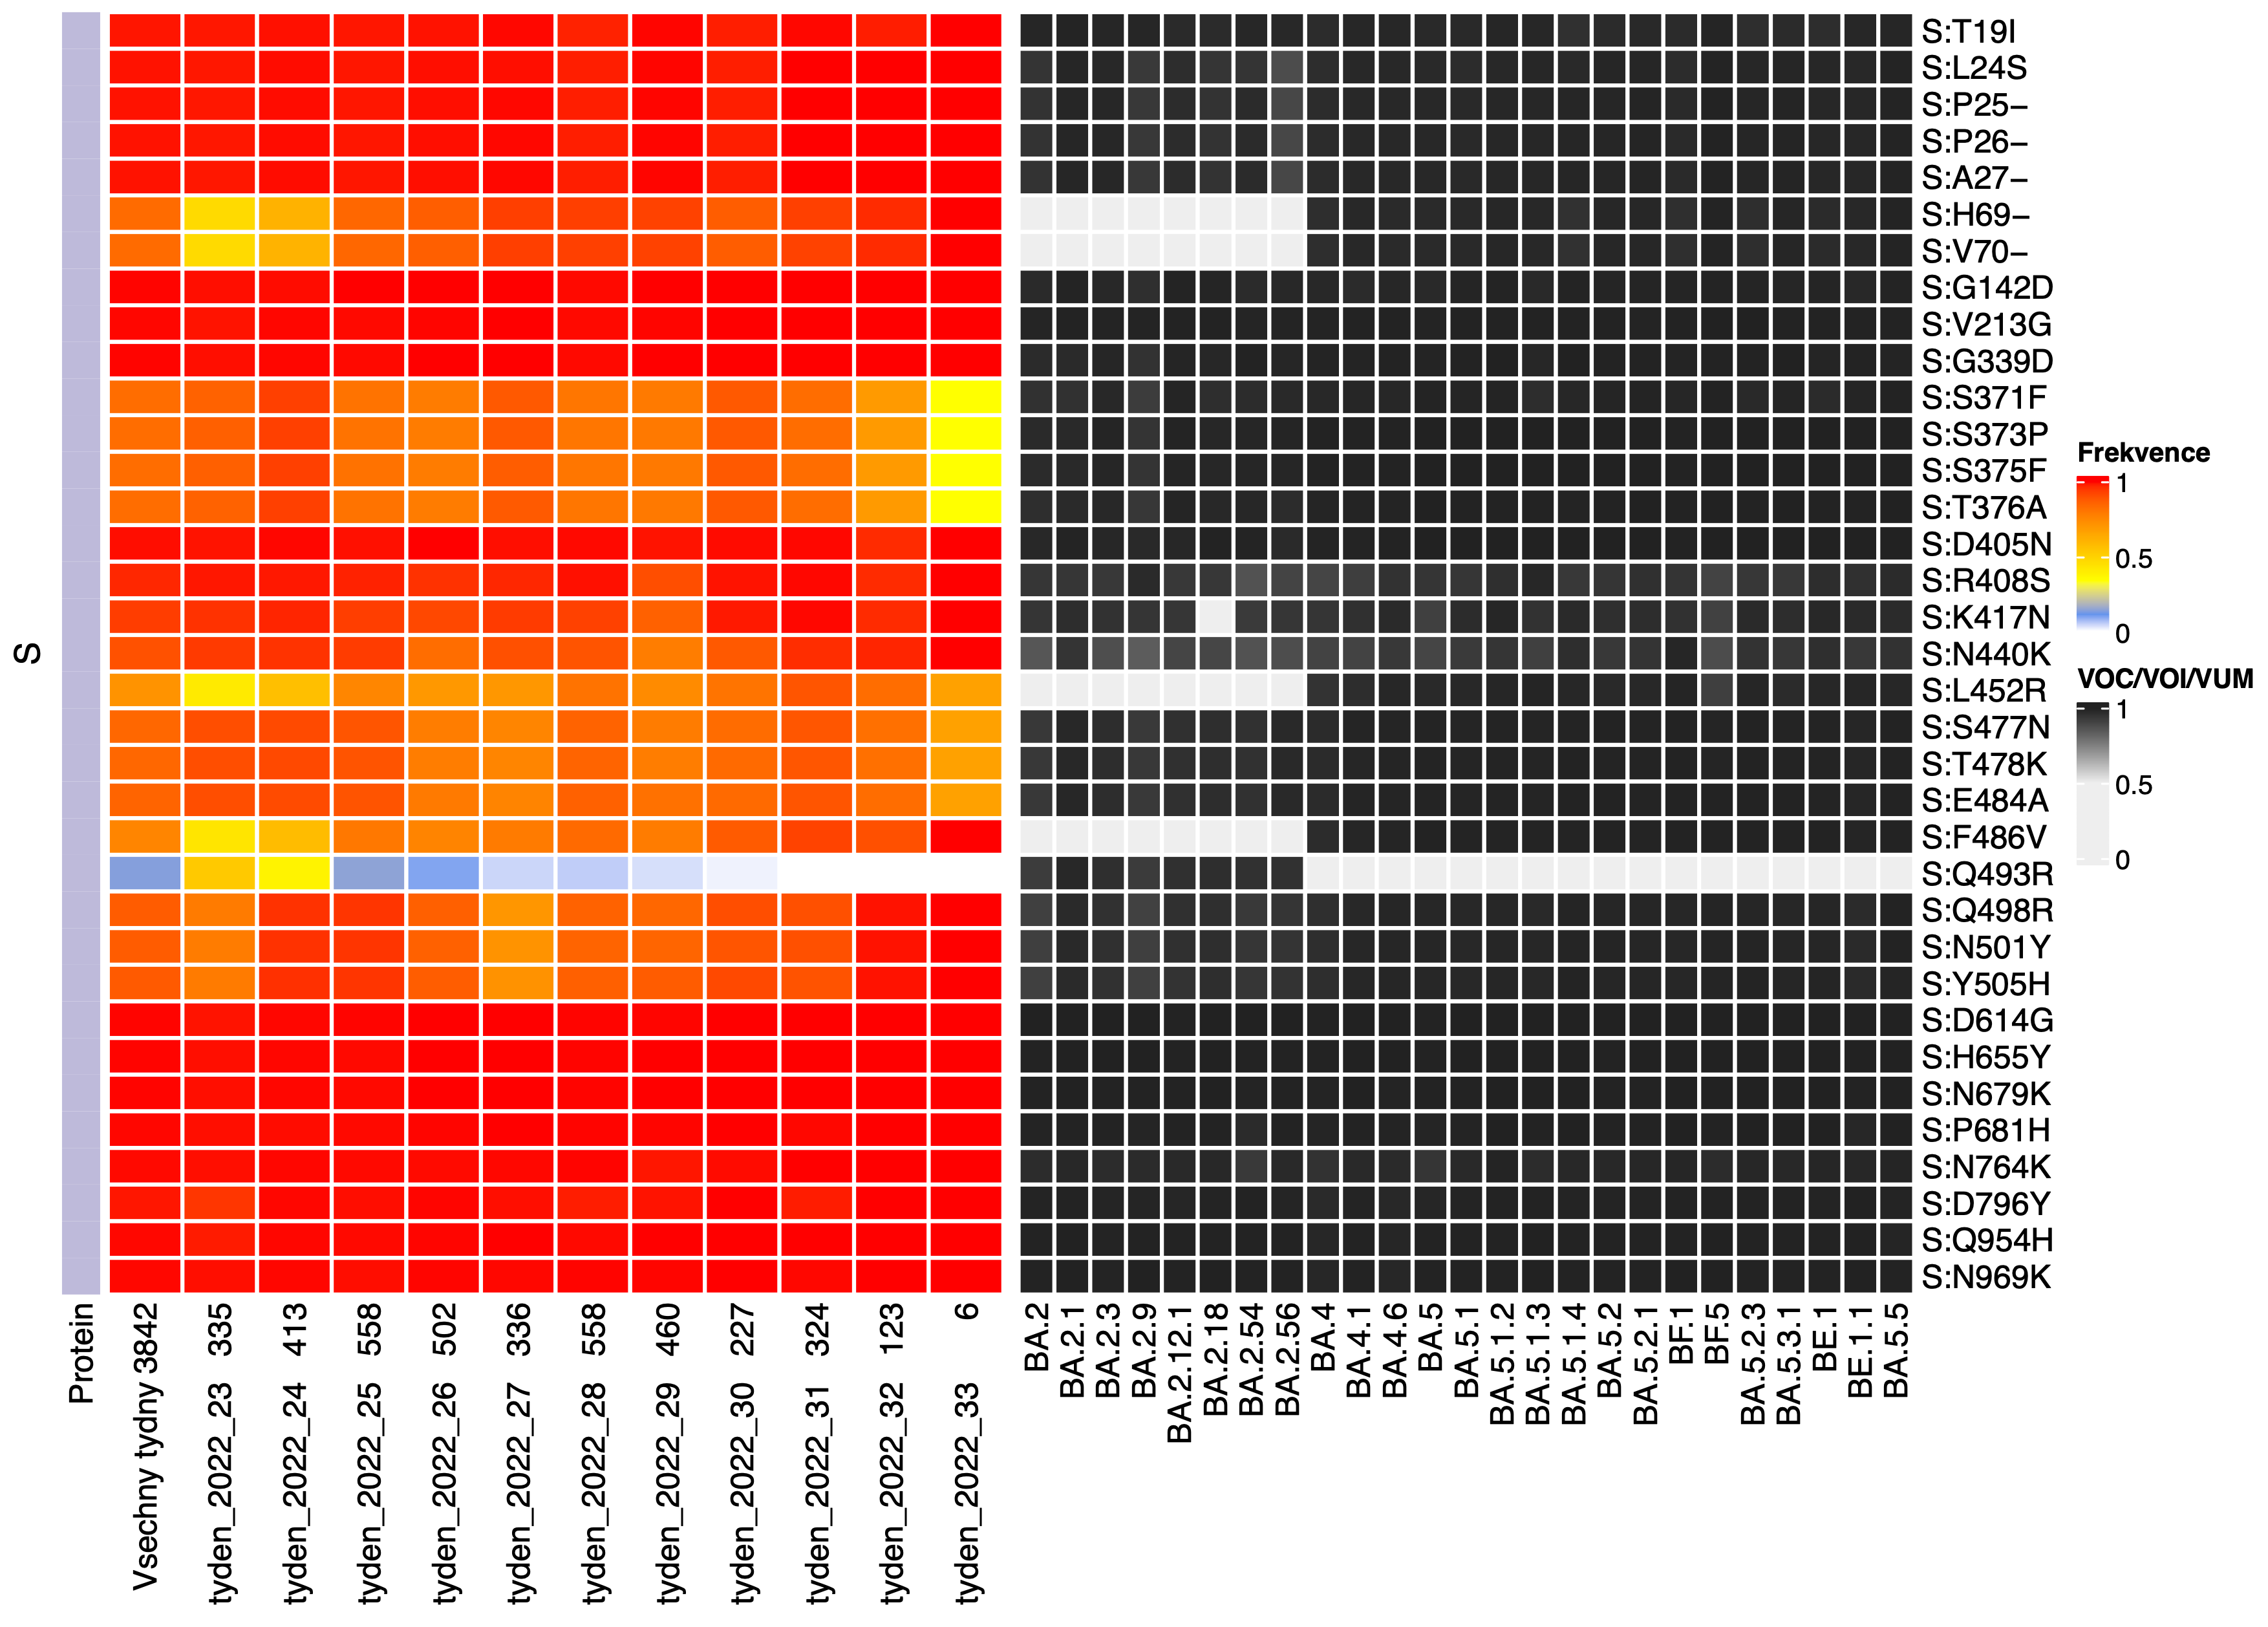 S:T19I
S:L24S
S:P25−
S:P26−
S:A27−
S:H69−
S:V70−
S:G142D
S:V213G
S:G339D
S:S371F
S:S373P
S:S375F
S:T376A
S:D405N
S:R408S
S:K417N
S:N440K
S:L452R
S:S477N
S:T478K
S:E484A
S:F486V
S:Q493R
S:Q498R
S:N501Y
S:Y505H
S:D614G
S:H655Y
S:N679K
S:P681H
S:N764K
S:D796Y
S:Q954H
S:N969K
S
Frekvence
1
0.5
0
VOC/VOI/VUM
1
0.5
0
Protein
Vsechny tydny 3842
tyden_2022_23 335
tyden_2022_24 413
tyden_2022_25 558
tyden_2022_26 502
tyden_2022_27 336
tyden_2022_28 558
tyden_2022_29 460
tyden_2022_30 227
tyden_2022_31 324
tyden_2022_32 123
tyden_2022_33 6
BA.2
BA.2.1
BA.2.3
BA.2.9
BA.2.12.1
BA.2.18
BA.2.54
BA.2.56
BA.4
BA.4.1
BA.4.6
BA.5
BA.5.1
BA.5.1.2
BA.5.1.3
BA.5.1.4
BA.5.2
BA.5.2.1
BF.1
BF.5
BA.5.2.3
BA.5.3.1
BE.1
BE.1.1
BA.5.5